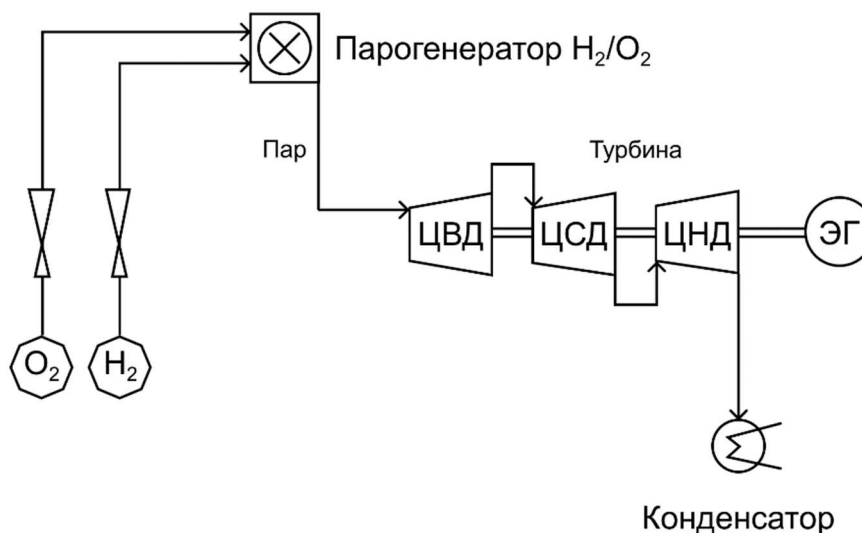 Парогенератор H₂/O₂
Пар
Турбина
ЦВД
ЦСД
ЦНД
ЭГ
O₂
H₂
Конденсатор